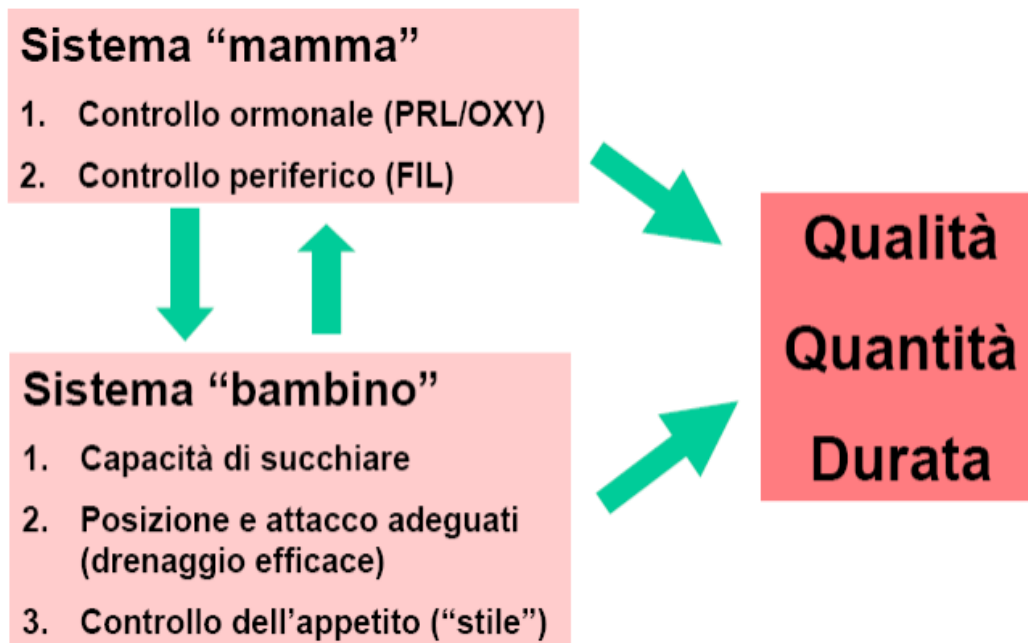 Sistema “mamma”
1. Controllo ormonale (PRL/OXY)
2. Controllo periferico (FIL)
Sistema “bambino”
1. Capacità di succhiare
2. Posizione e attacco adeguati
(drenaggio efficace)
3. Controllo dell’appetito (“stile”)
Qualità
Quantità
Durata